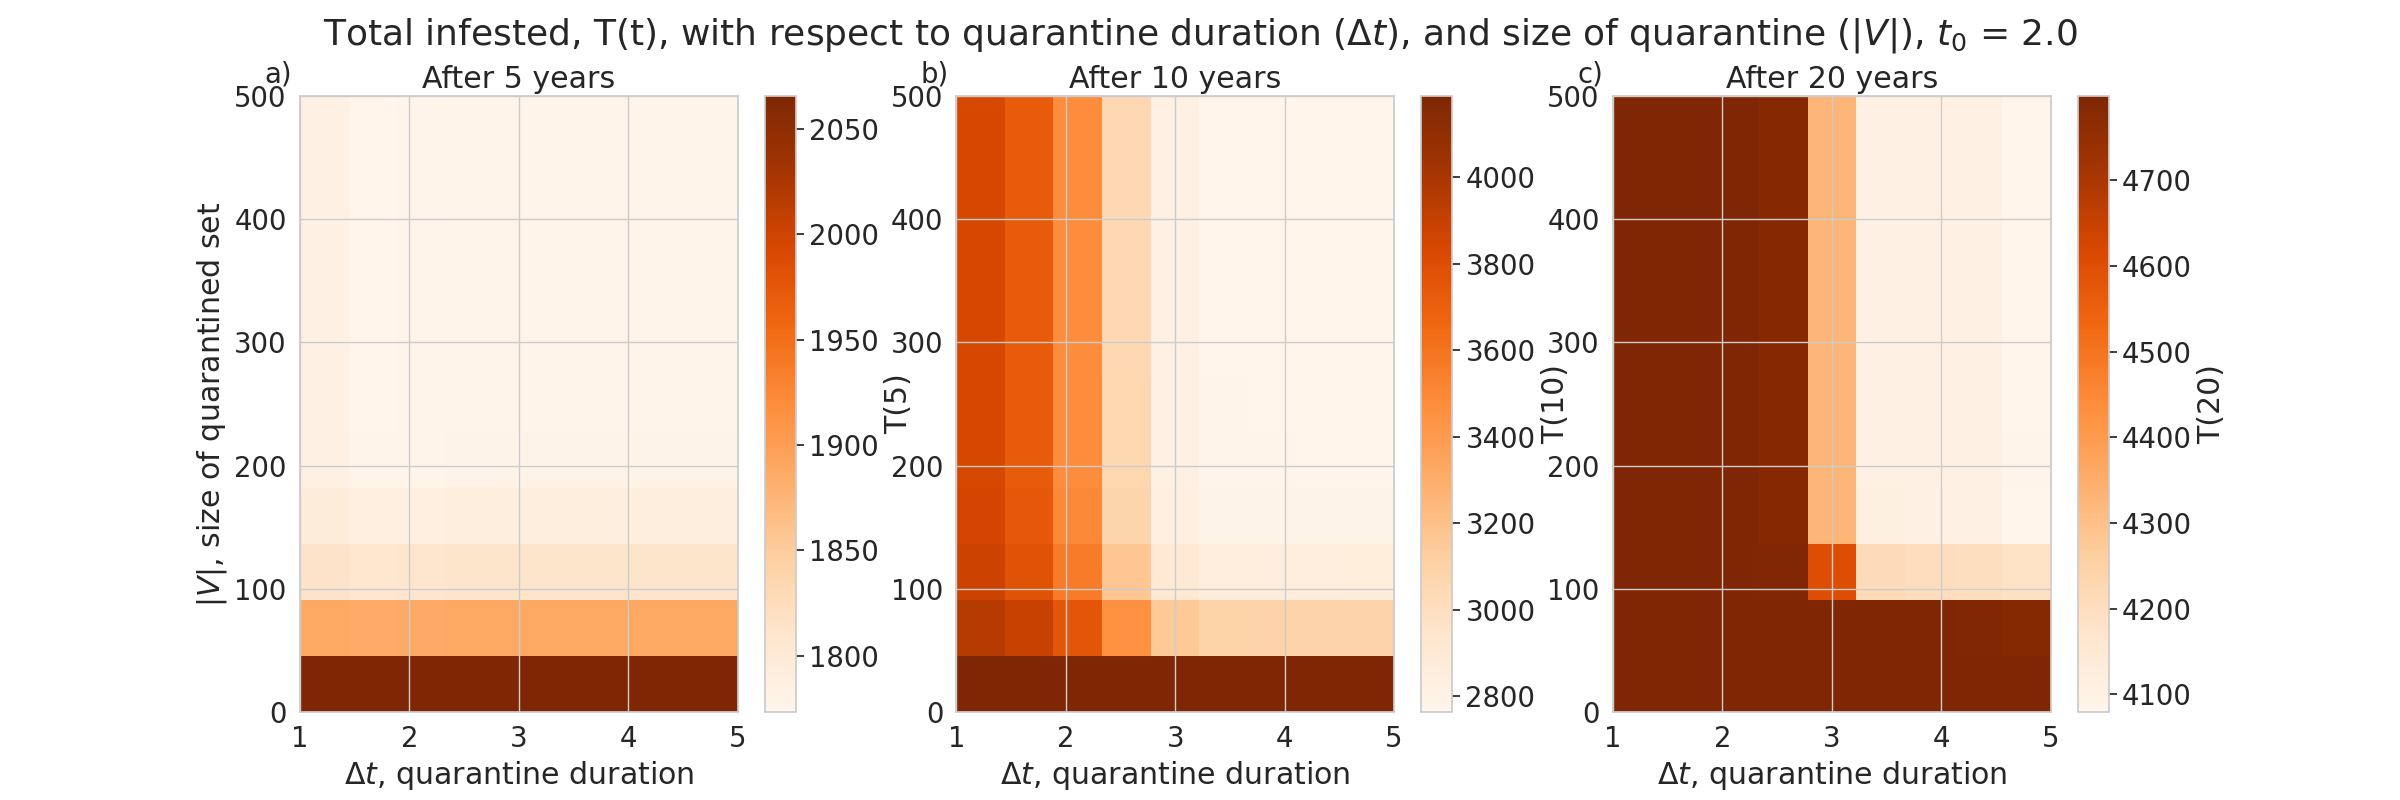 Total infested, T(t), with respect to quarantine duration (Δt), and size of quarantine (|V|), t₀ = 2.0
a)
After 5 years
500
400
300
200
100
0
|V|, size of quarantined set
1 2 3 4 5
Δt, quarantine duration
2050
2000
1950
1900
1850
1800
T(5)
b)
After 10 years
500
400
300
200
100
0
1 2 3 4 5
Δt, quarantine duration
4000
3800
3600
3400
3200
3000
2800
T(10)
c)
After 20 years
500
400
300
200
100
0
1 2 3 4 5
Δt, quarantine duration
4700
4600
4500
4400
4300
4200
4100
T(20)